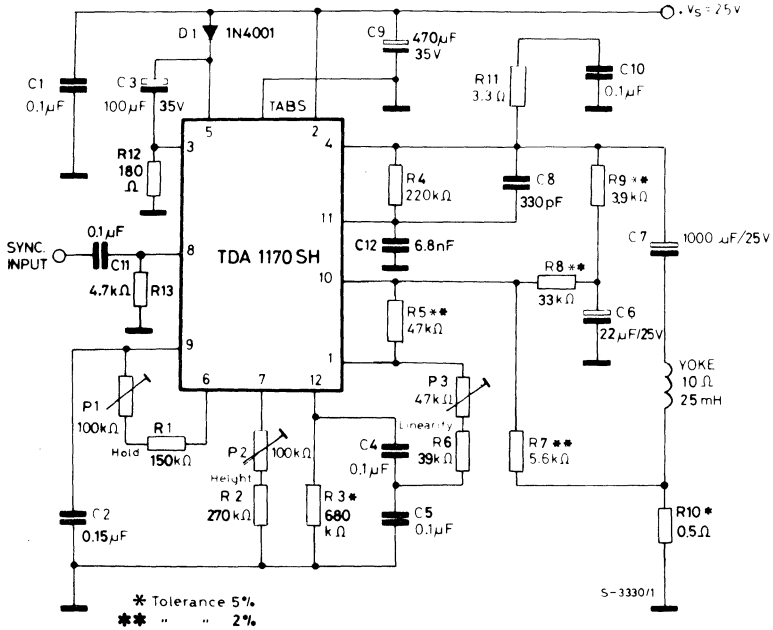 + Vs = 25V
D1 1N4001
C9 470µF
35V
C1
0.1µF
C3
100µF 35V
R11
3.3Ω
C10
0.1µF
TABS
5
2
3
4
R12
180
Ω
R4
220kΩ
C8
330pF
R9 **
3.9kΩ
C7
1000 µF/25V
0.1µF
SYNC.
INPUT
C11
8
11
TDA 1170SH
C12 6.8nF
10
4.7kΩ R13
R8 **
33kΩ
R5 **
47kΩ
C6
22µF/25V
9
1
YOKE
10Ω
25mH
6
7
12
P1
100kΩ
P3
47kΩ
Linearity
Hold
R1
150kΩ
P2 100kΩ
Height
C4
0.1µF
R6
39kΩ
R7 **
5.6kΩ
C2
0.15µF
R2
270kΩ
R3*
680
kΩ
C5
0.1µF
R10*
0.5Ω
S-3330/1
* Tolerance 5%
** " " 2%